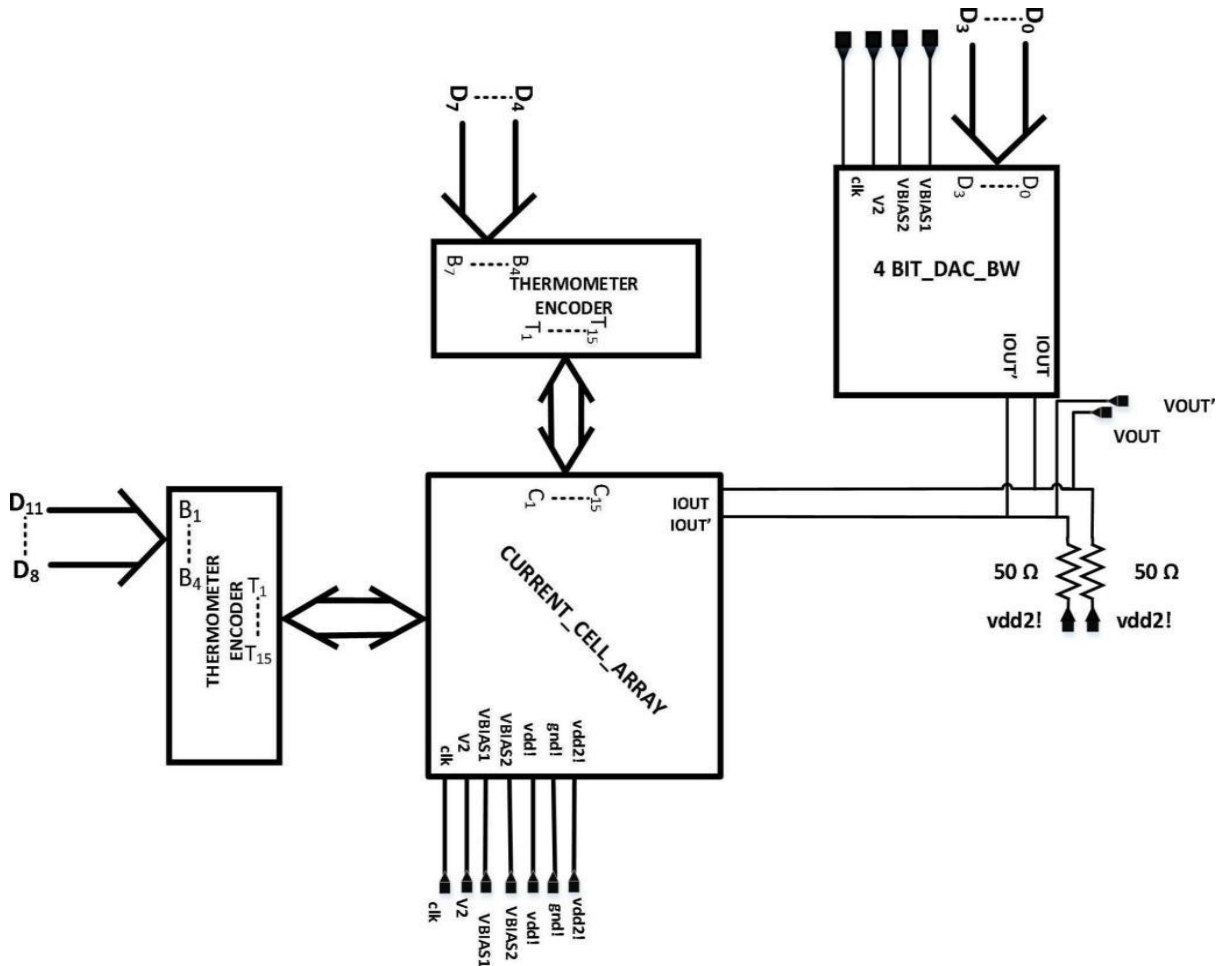 D3 ------ D0
D7 ------ D4
clk
V2
VBIAS2
VBIAS1
D3 ------ D0
4 BIT_DAC_BW
IOUT'
IOUT
B7 ------ B4
THERMOMETER
ENCODER
T1 ------ T15
VOUT'
VOUT
D11
D8
B1
B4
THERMOMETER
ENCODER
T1
T15
C1 ------ C15
IOUT
IOUT'
CURRENT_CELL_ARRAY
50 Ω
50 Ω
vdd2!
vdd2!
clk
V2
VBIAS1
VBIAS2
vdd!
gnd!
vdd2!
clk
V2
VBIAS1
VBIAS2
vdd!
gnd!
vdd2!